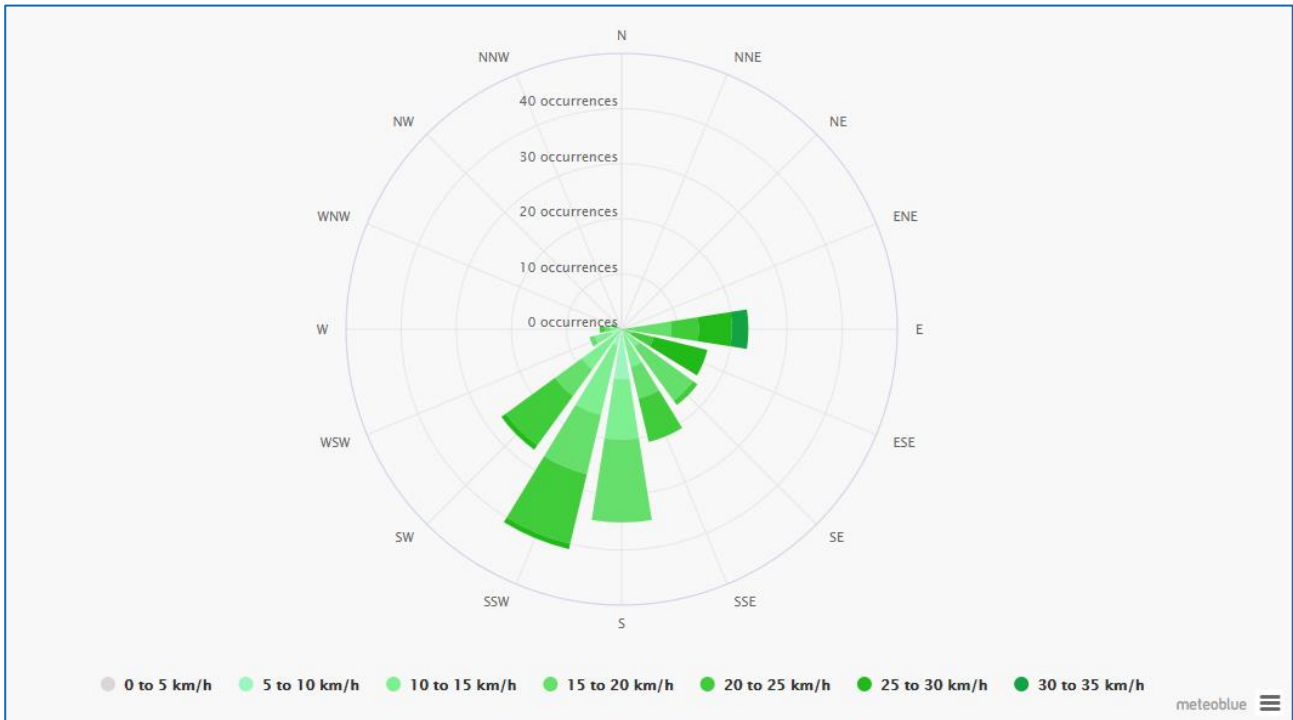 N
NNW
NNE
40 occurrences
NW
NE
30 occurrences
20 occurrences
WNW
ENE
10 occurrences
0 occurrences
W
E
WSW
ESE
SW
SE
SSW
SSE
S
0 to 5 km/h
5 to 10 km/h
10 to 15 km/h
15 to 20 km/h
20 to 25 km/h
25 to 30 km/h
30 to 35 km/h
meteoblue